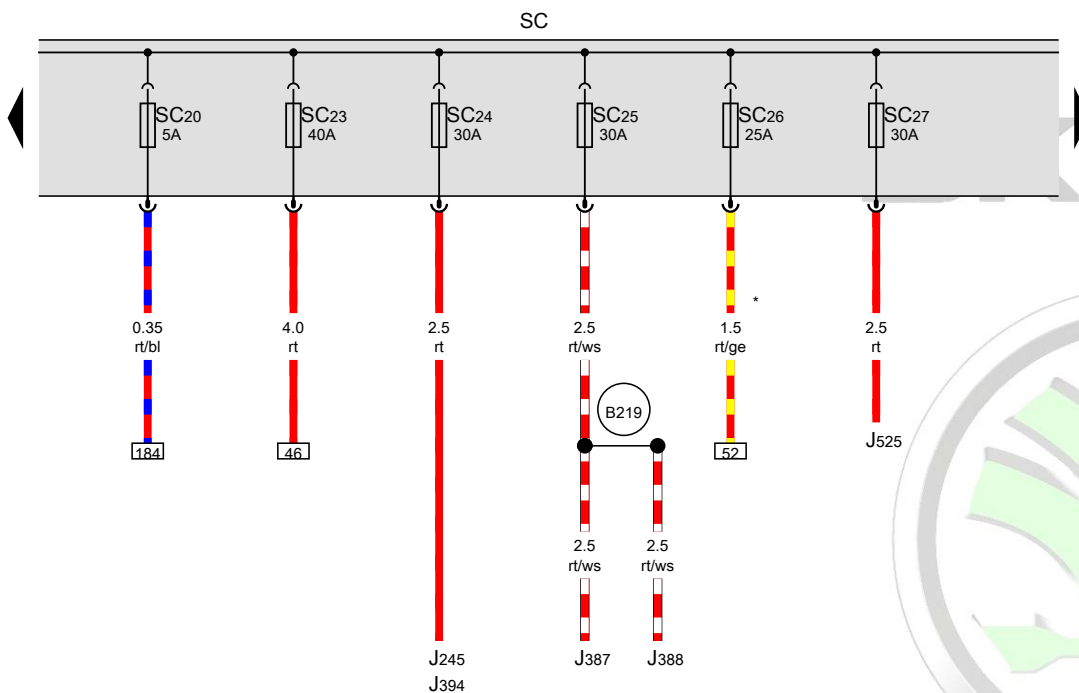 SC
SC20 SC23 SC24 SC25 SC26 SC27
5A 40A 30A 30A 25A 30A
*
0.35 4.0 2.5 2.5 1.5 2.5
rt/bl rt rt rt/ws rt/ge rt
B219
184 46 52 J525
2.5 2.5
rt/ws rt/ws
J245 J387 J388
J394